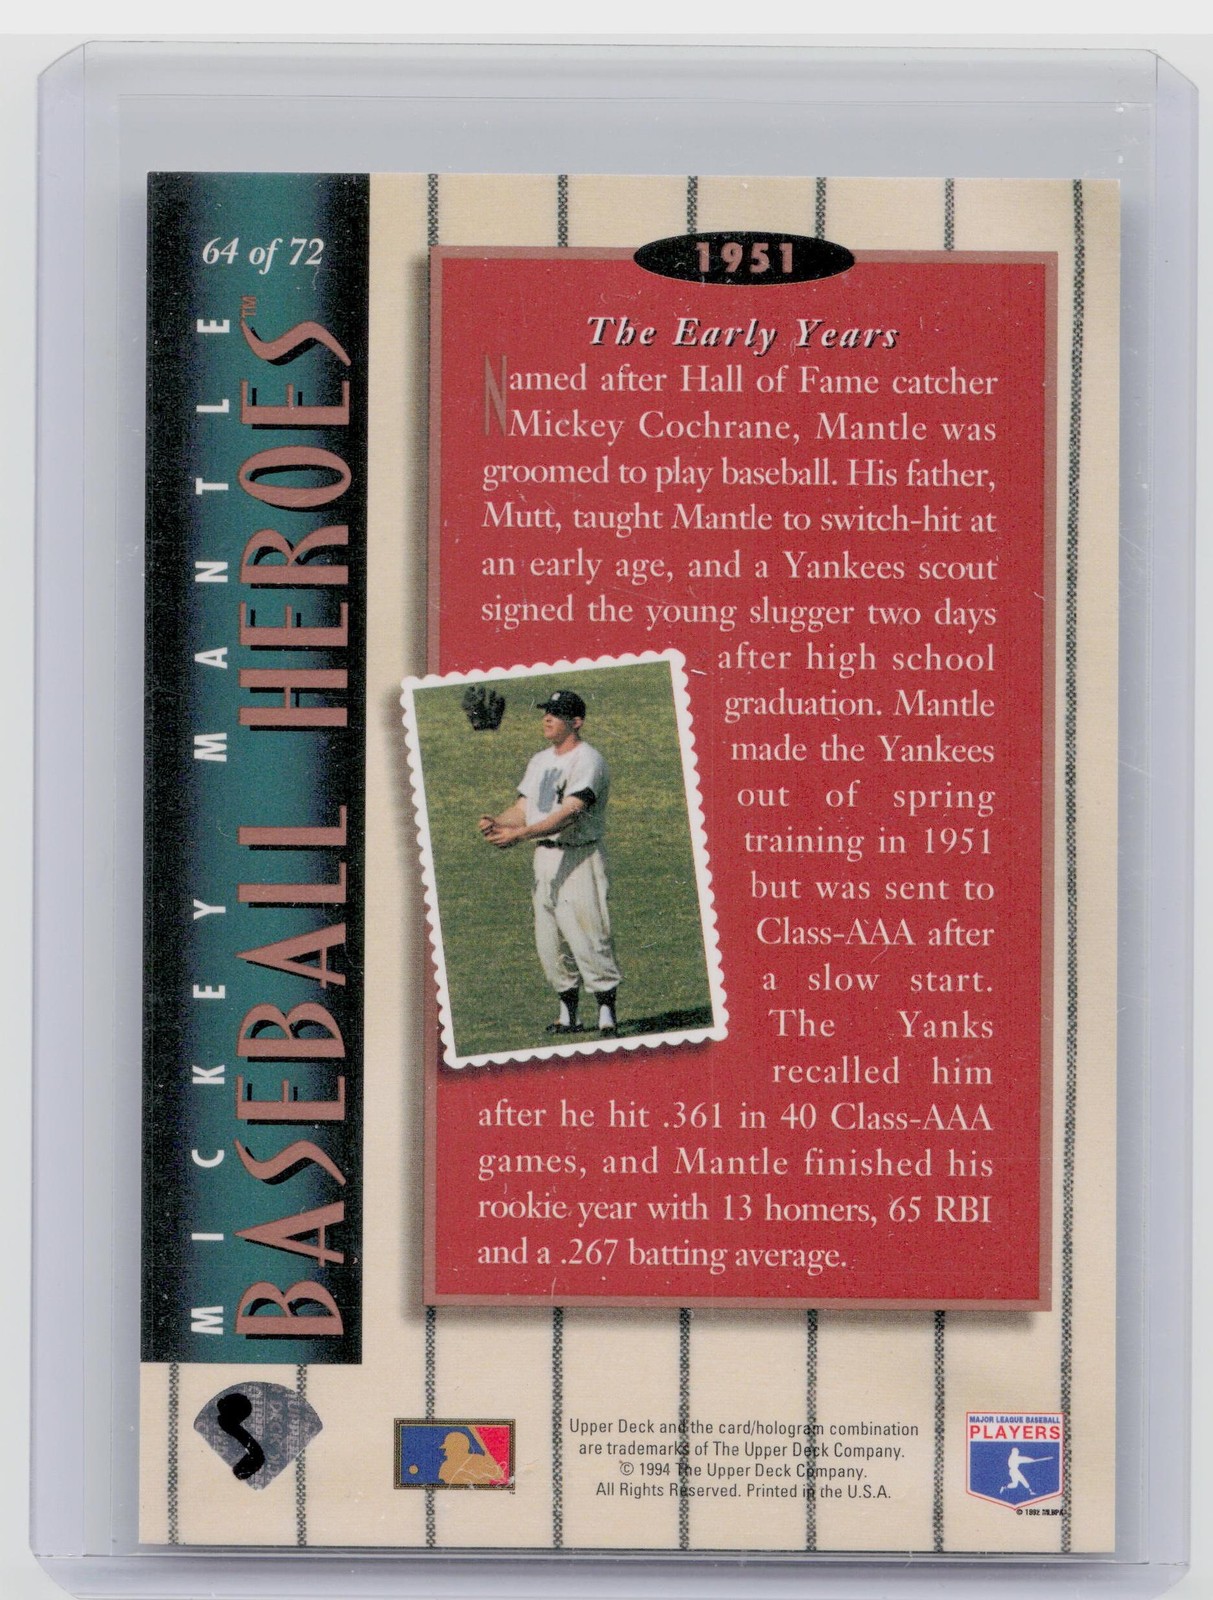 64 of 72
MICKEY MANTLE
BASEBALL HEROES™
1951
The Early Years
Named after Hall of Fame catcher
Mickey Cochrane, Mantle was
groomed to play baseball. His father,
Mutt, taught Mantle to switch-hit at
an early age, and a Yankees scout
signed the young slugger two days
after high school
graduation. Mantle
made the Yankees
out of spring
training in 1951
but was sent to
Class-AAA after
a slow start.
The Yanks
recalled him
after he hit .361 in 40 Class-AAA
games, and Mantle finished his
rookie year with 13 homers, 65 RBI
and a .267 batting average.
Upper Deck and the card/hologram combination
are trademarks of The Upper Deck Company.
© 1994 The Upper Deck Company.
All Rights Reserved. Printed in the U.S.A.
MAJOR LEAGUE BASEBALL
PLAYERS
© 1992 MLBPA